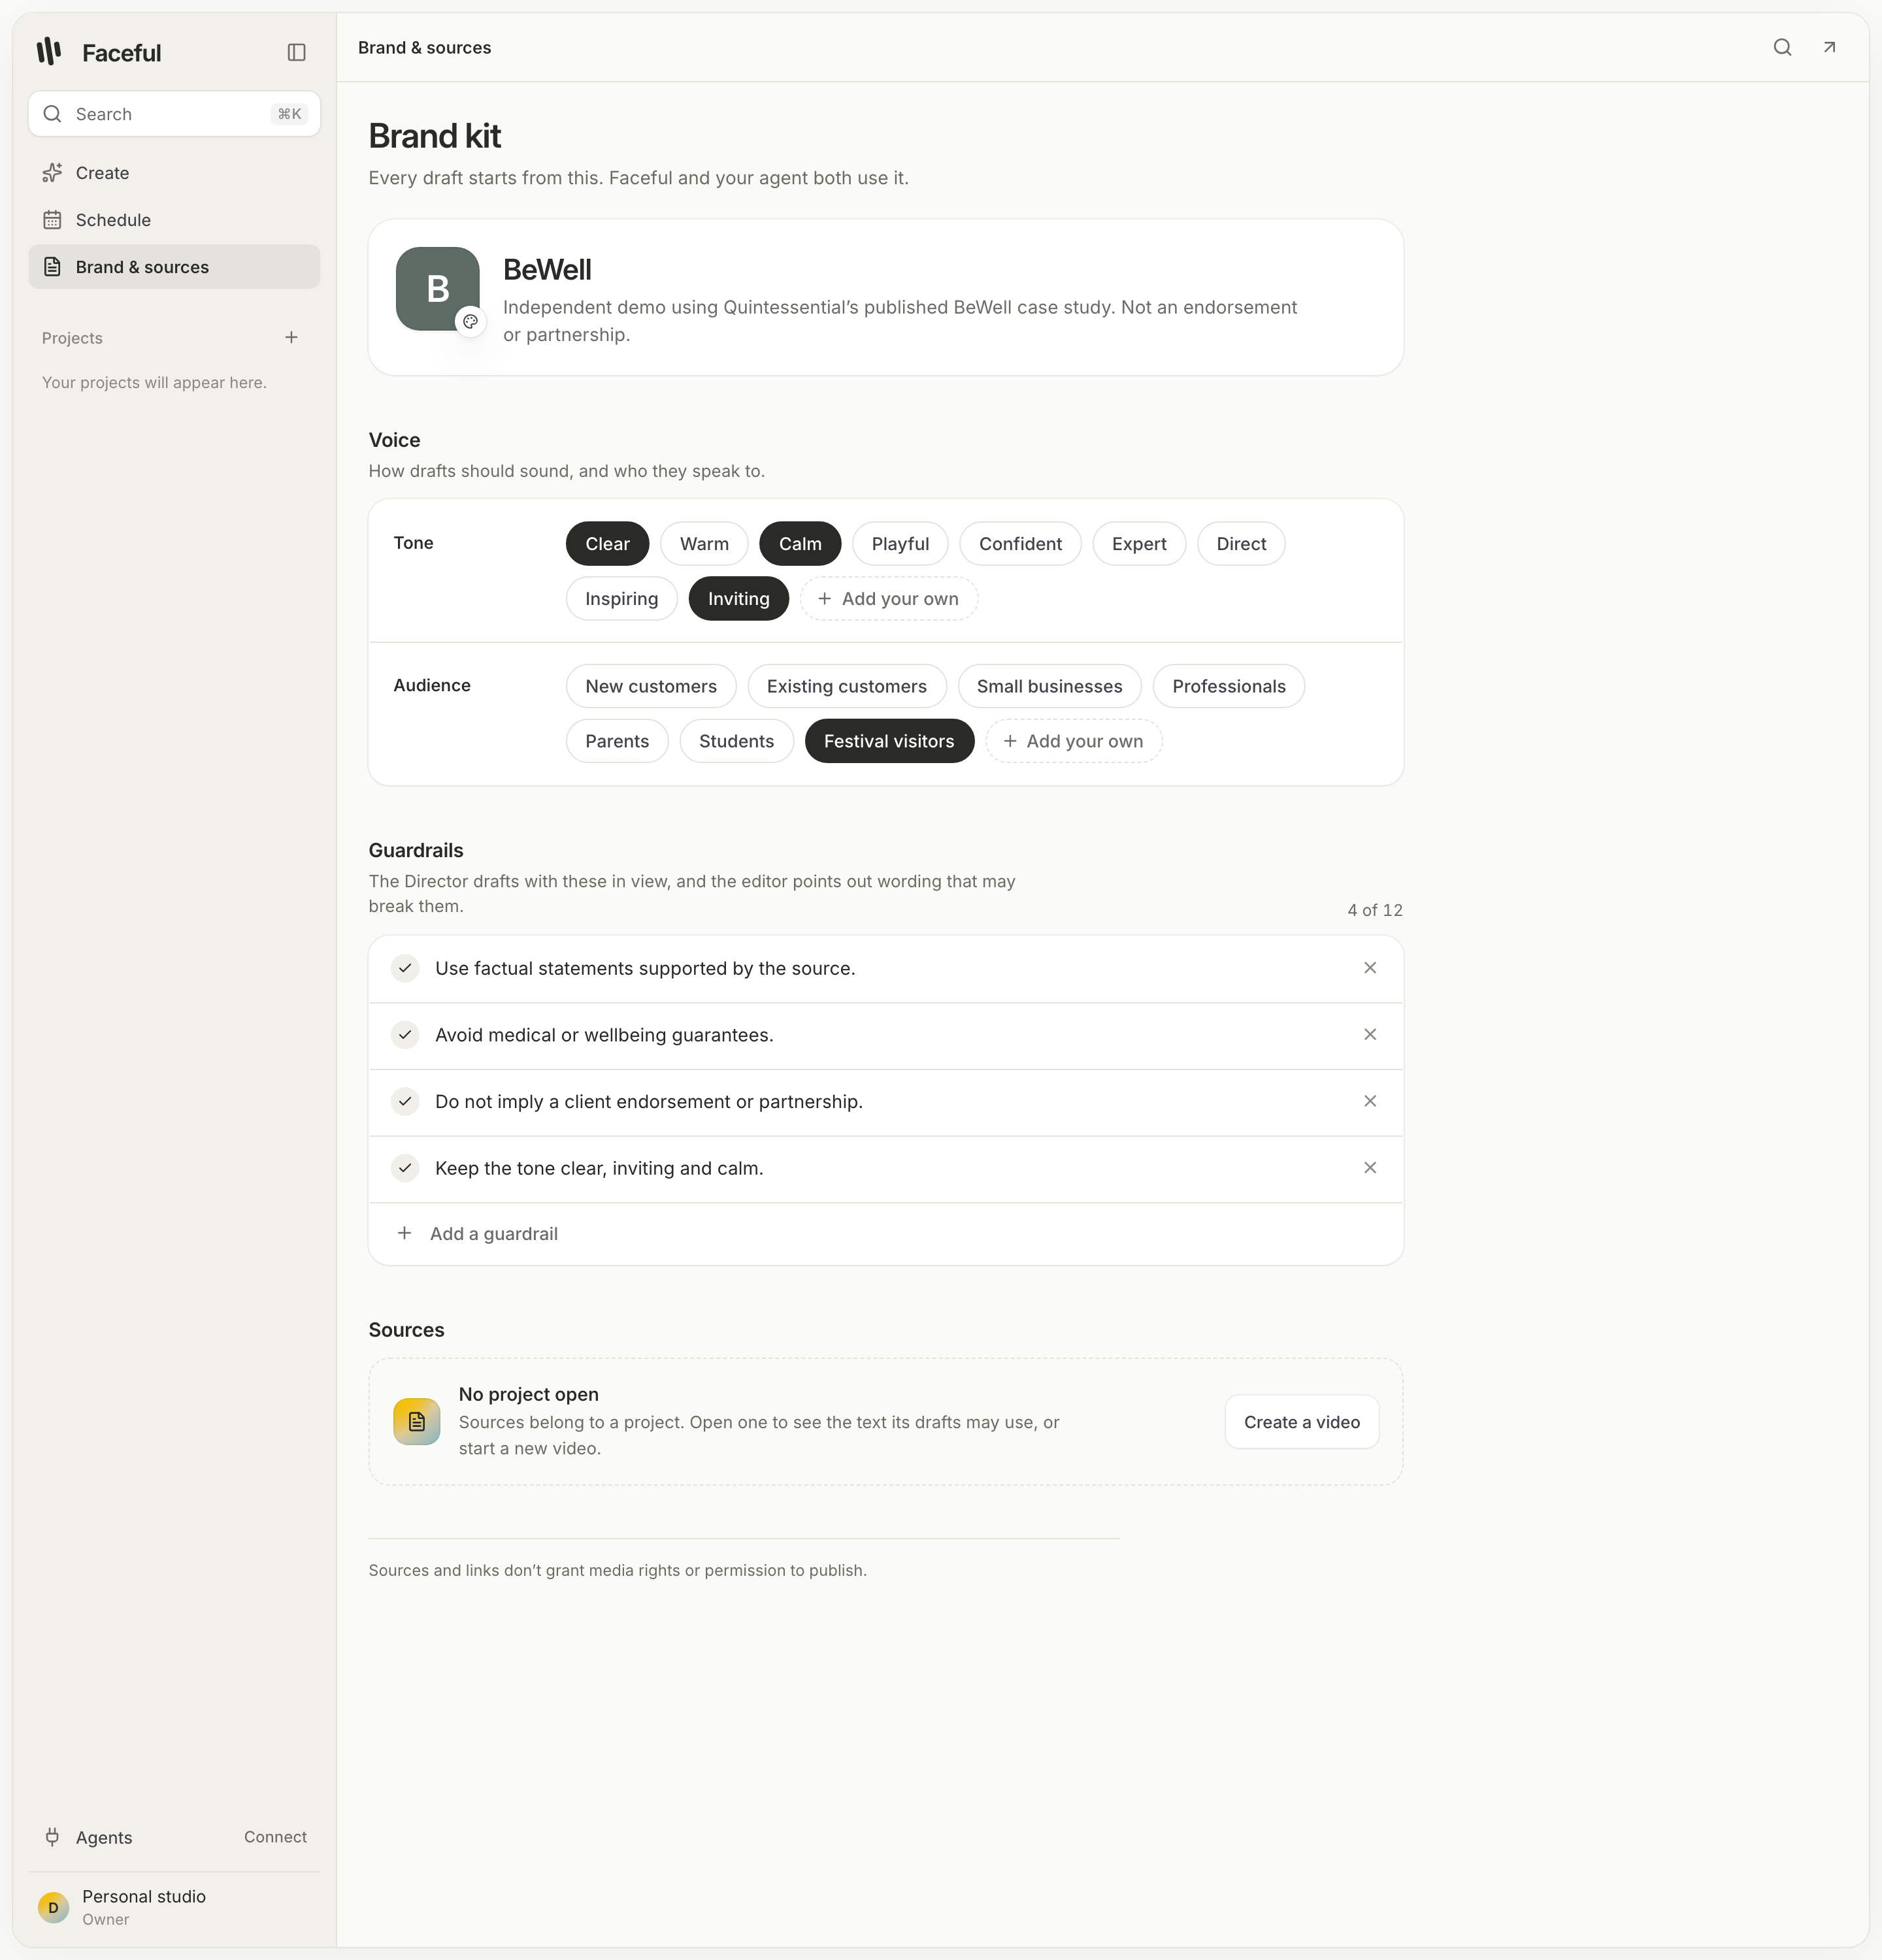 Faceful
Search ⌘K
Create
Schedule
Brand & sources
Projects
Your projects will appear here.
Agents Connect
D
Personal studio
Owner
Brand & sources
Brand kit
Every draft starts from this. Faceful and your agent both use it.
B
BeWell
Independent demo using Quintessential’s published BeWell case study. Not an endorsement
or partnership.
Voice
How drafts should sound, and who they speak to.
Tone
Clear Warm Calm Playful Confident Expert Direct
Inspiring Inviting + Add your own
Audience
New customers Existing customers Small businesses Professionals
Parents Students Festival visitors + Add your own
Guardrails
The Director drafts with these in view, and the editor points out wording that may
break them.
4 of 12
Use factual statements supported by the source.
Avoid medical or wellbeing guarantees.
Do not imply a client endorsement or partnership.
Keep the tone clear, inviting and calm.
+ Add a guardrail
Sources
No project open
Sources belong to a project. Open one to see the text its drafts may use, or
start a new video.
Create a video
Sources and links don’t grant media rights or permission to publish.